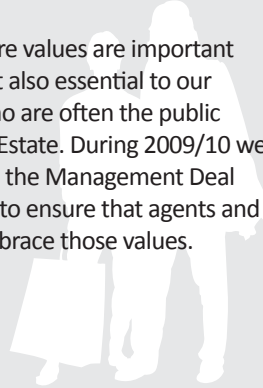 re values are important
t also essential to our
o are often the public
Estate. During 2009/10 we
the Management Deal
to ensure that agents and
brace those values.